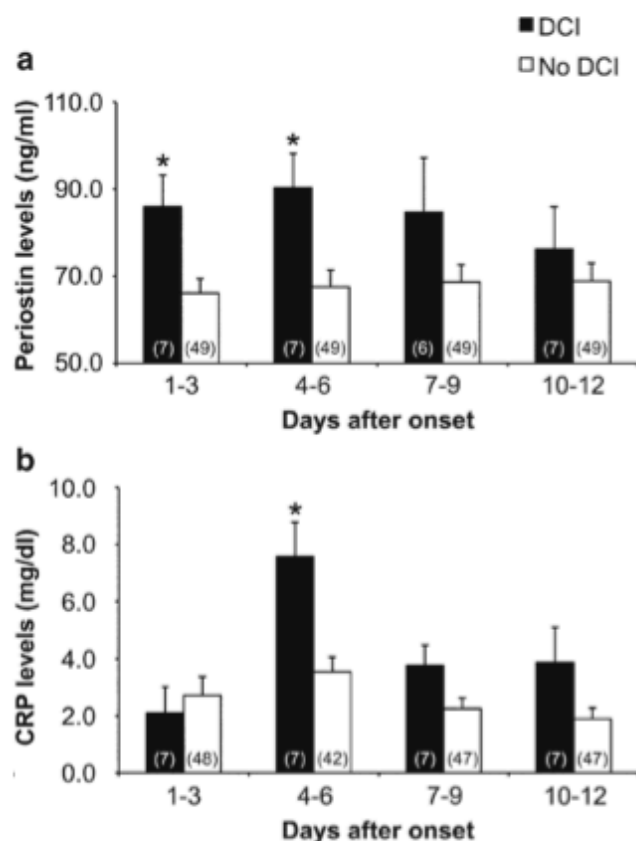 DCI
No DCI
a
Periostin levels (ng/ml)
110.0
90.0
70.0
50.0
* *
(7) (49) (7) (49) (6) (49) (7) (49)
1-3 4-6 7-9 10-12
Days after onset
b
CRP levels (mg/dl)
10.0
8.0
6.0
4.0
2.0
0.0
*
(7) (48) (7) (42) (7) (47) (7) (47)
1-3 4-6 7-9 10-12
Days after onset